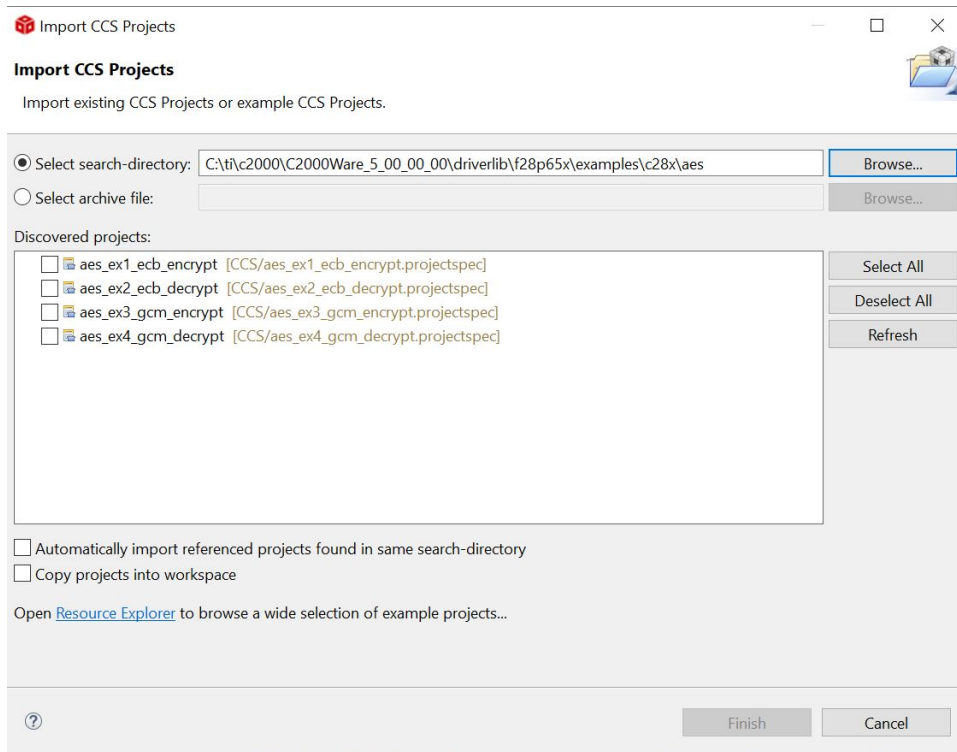 Import CCS Projects
Import CCS Projects
Import existing CCS Projects or example CCS Projects.
Select search-directory: C:\ti\c2000\C2000Ware_5_00_00_00\driverlib\f28p65x\examples\c28x\aes Browse...
Select archive file: Browse...
Discovered projects:
aes_ex1_ecb_encrypt [CCS/aes_ex1_ecb_encrypt.projectspec]
aes_ex2_ecb_decrypt [CCS/aes_ex2_ecb_decrypt.projectspec]
aes_ex3_gcm_encrypt [CCS/aes_ex3_gcm_encrypt.projectspec]
aes_ex4_gcm_decrypt [CCS/aes_ex4_gcm_decrypt.projectspec]
Select All
Deselect All
Refresh
Automatically import referenced projects found in same search-directory
Copy projects into workspace
Open Resource Explorer to browse a wide selection of example projects...
? Finish Cancel